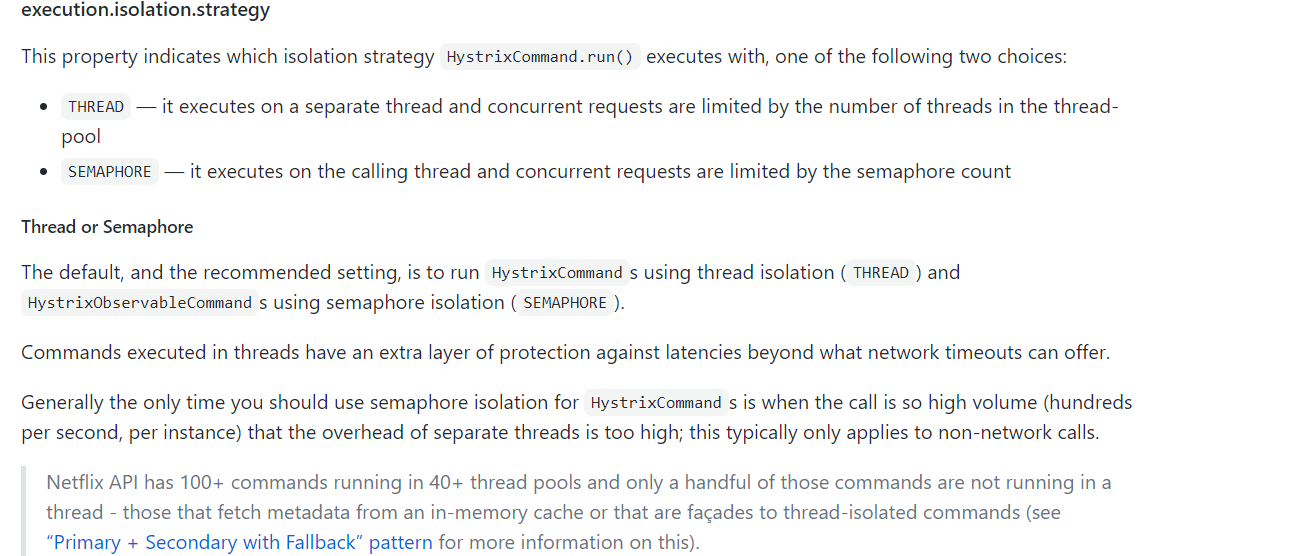 execution.isolation.strategy
This property indicates which isolation strategy HystrixCommand.run() executes with, one of the following two choices:
• THREAD — it executes on a separate thread and concurrent requests are limited by the number of threads in the thread-
pool
• SEMAPHORE — it executes on the calling thread and concurrent requests are limited by the semaphore count
Thread or Semaphore
The default, and the recommended setting, is to run HystrixCommand s using thread isolation ( THREAD ) and
HystrixObservableCommand s using semaphore isolation ( SEMAPHORE ).
Commands executed in threads have an extra layer of protection against latencies beyond what network timeouts can offer.
Generally the only time you should use semaphore isolation for HystrixCommand s is when the call is so high volume (hundreds
per second, per instance) that the overhead of separate threads is too high; this typically only applies to non-network calls.
Netflix API has 100+ commands running in 40+ thread pools and only a handful of those commands are not running in a
thread - those that fetch metadata from an in-memory cache or that are façades to thread-isolated commands (see
“Primary + Secondary with Fallback” pattern for more information on this).